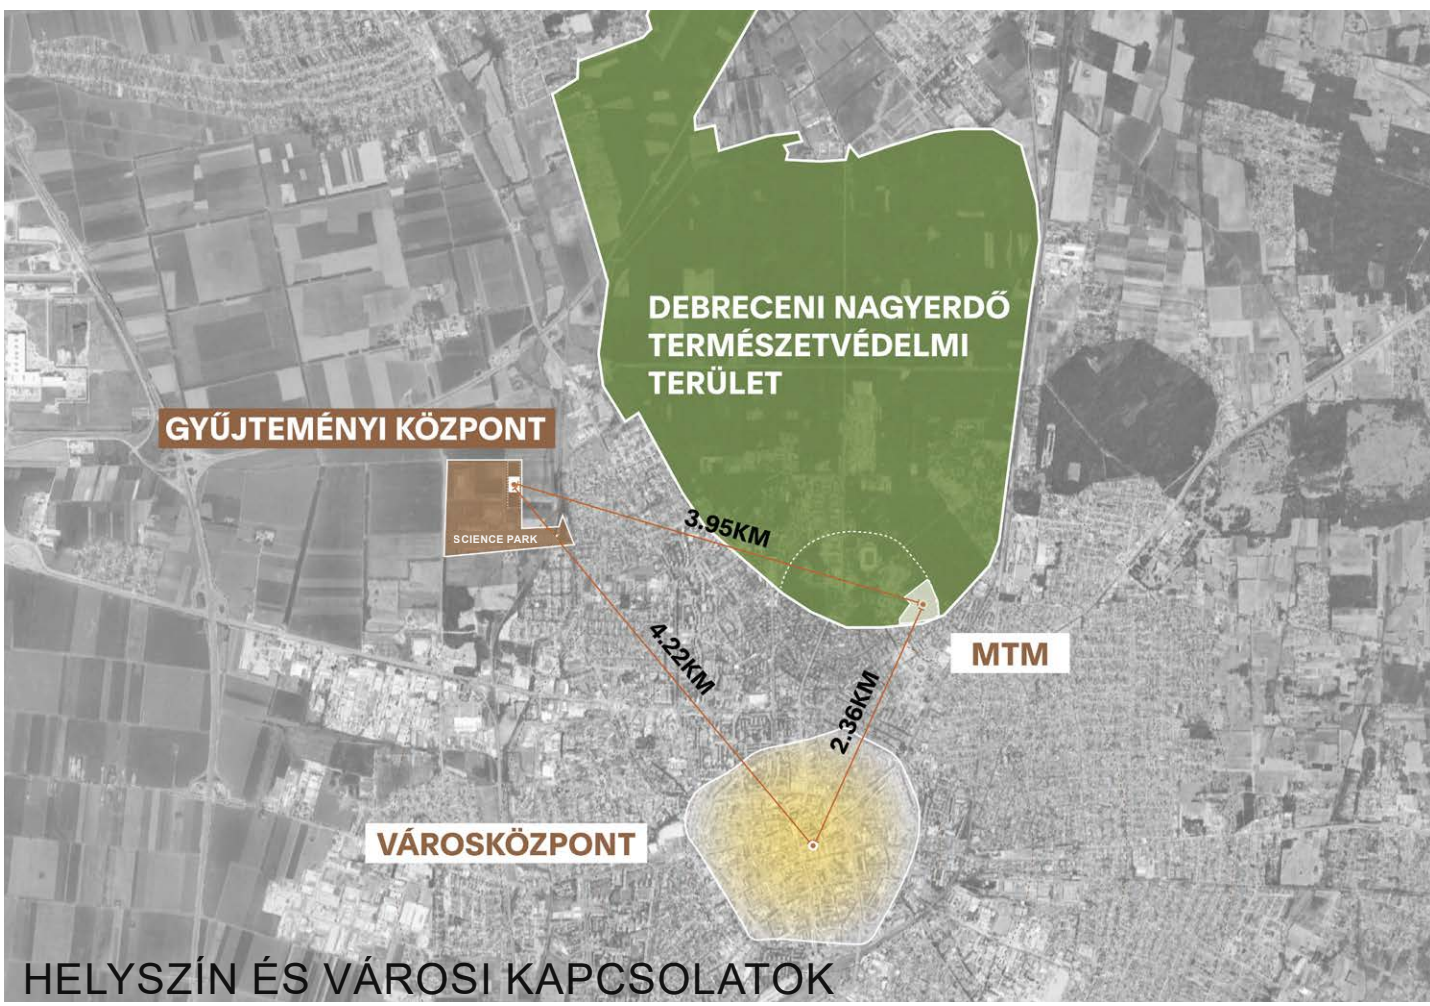 DEBRECENI NAGYERDŐ
TERMÉSZETVÉDELMI
TERÜLET
GYŰJTEMÉNYI KÖZPONT
SCIENCE PARK
3.95KM
4.22KM
MTM
2.36KM
VÁROSKÖZPONT
HELYSZÍN ÉS VÁROSI KAPCSOLATOK